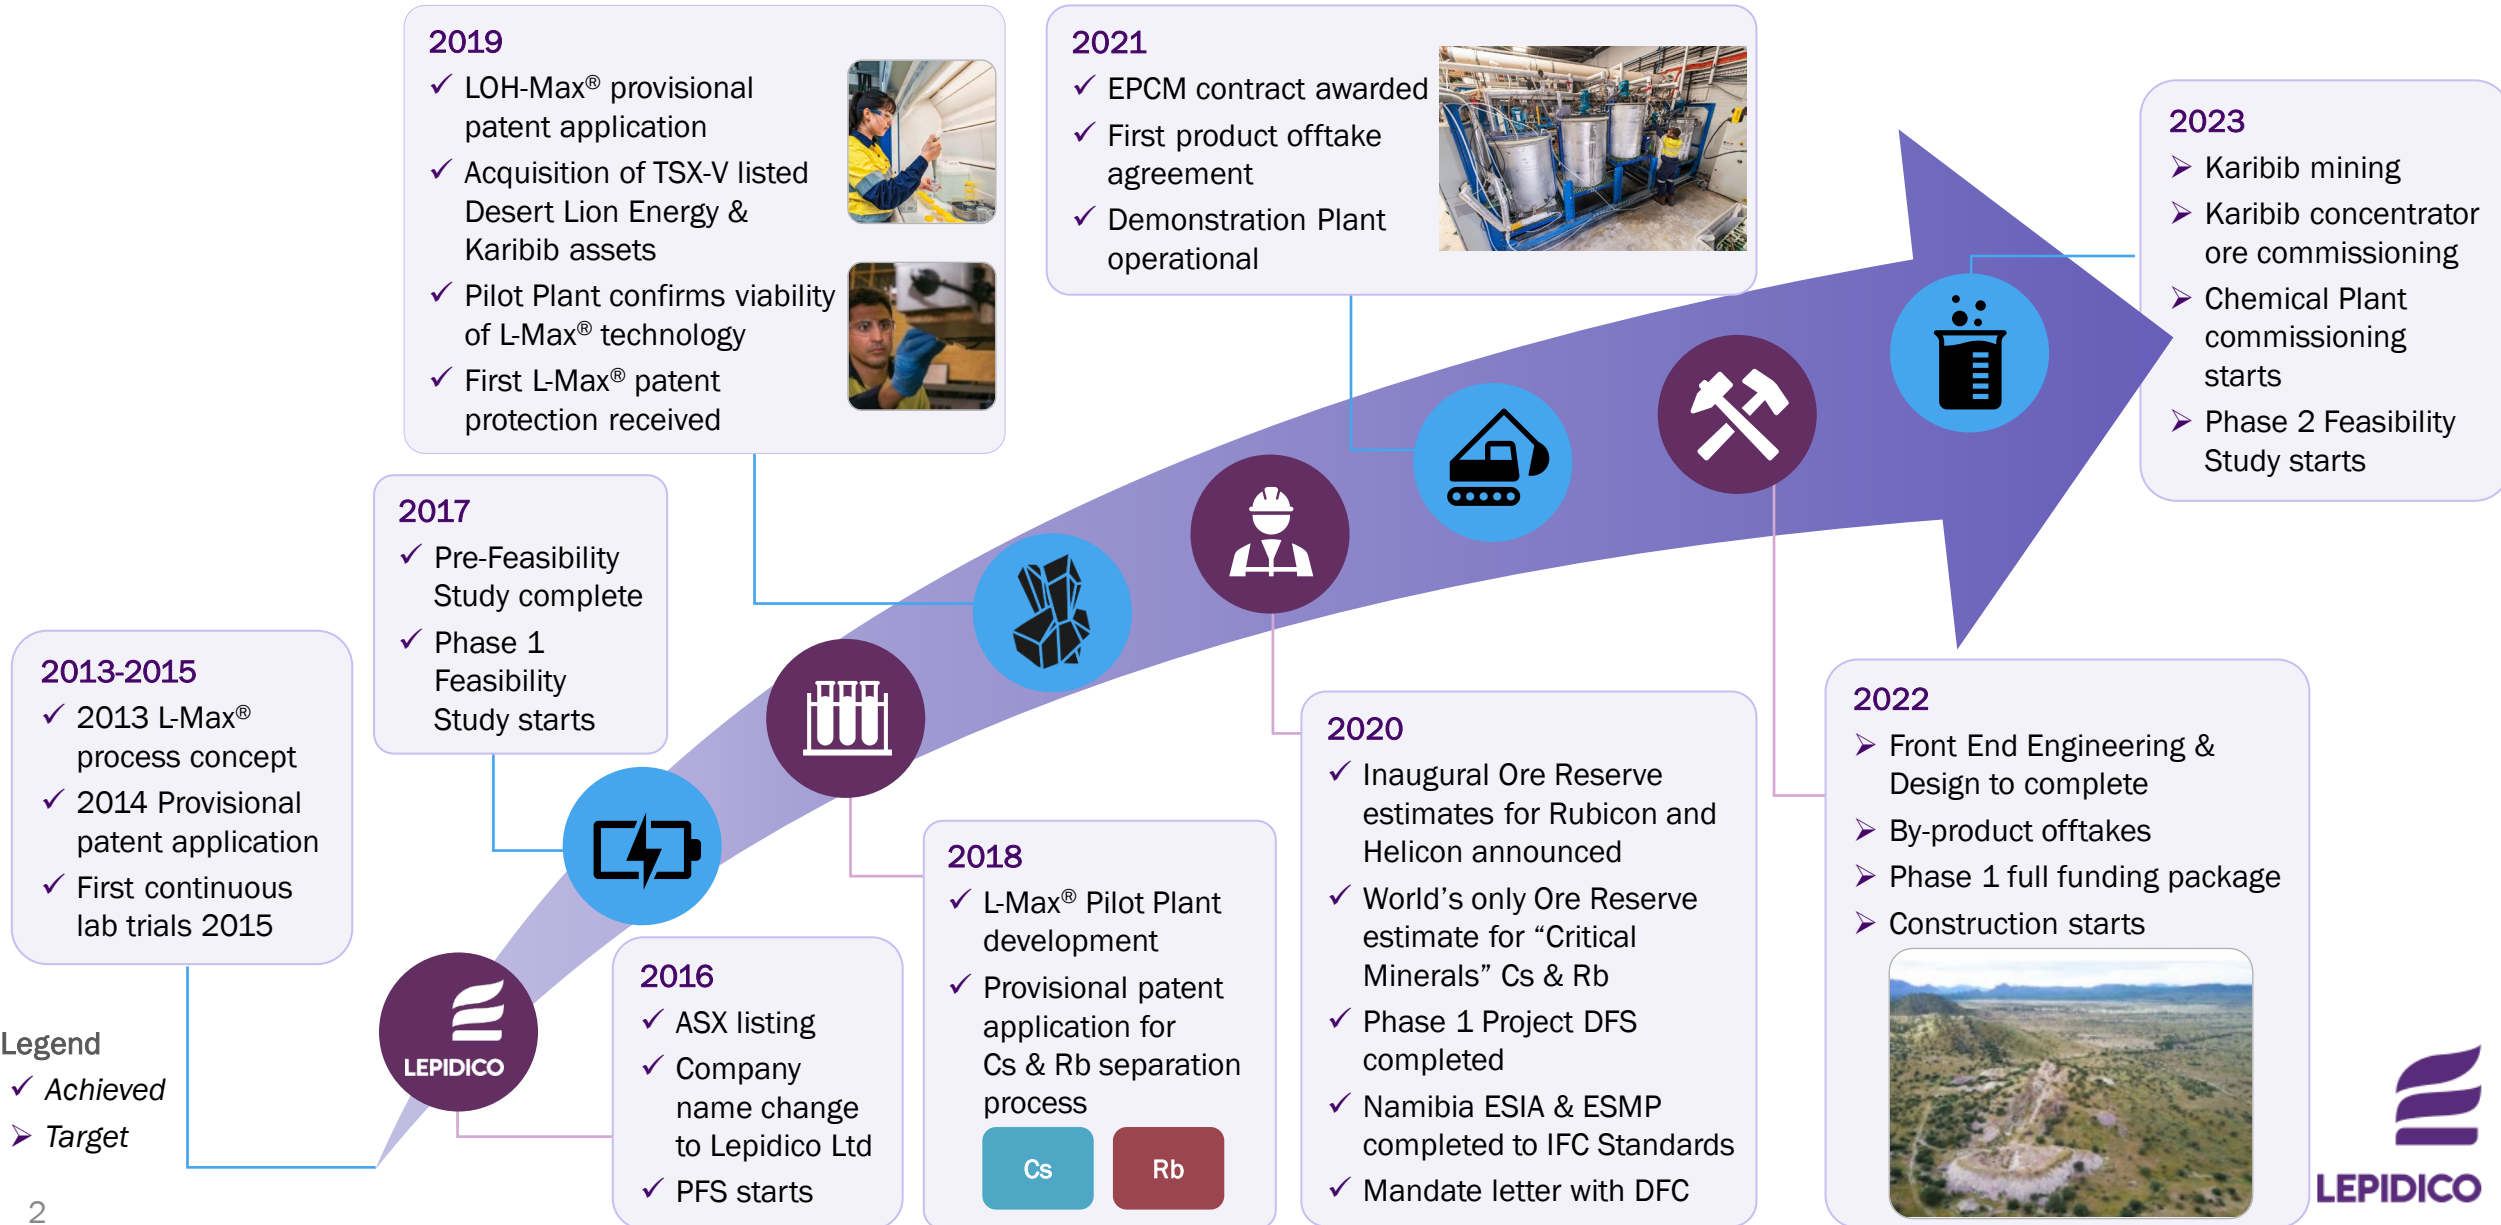 2013-2015
✓ 2013 L-Max®
process concept
✓ 2014 Provisional
patent application
✓ First continuous
lab trials 2015
2016
✓ ASX listing
✓ Company
name change
to Lepidico Ltd
✓ PFS starts
2017
✓ Pre-Feasibility
Study complete
✓ Phase 1
Feasibility
Study starts
2018
✓ L-Max® Pilot Plant
development
✓ Provisional patent
application for
Cs & Rb separation
process
Cs
Rb
2019
✓ LOH-Max® provisional
patent application
✓ Acquisition of TSX-V listed
Desert Lion Energy &
Karibib assets
✓ Pilot Plant confirms viability
of L-Max® technology
✓ First L-Max® patent
protection received
2020
✓ Inaugural Ore Reserve
estimates for Rubicon and
Helicon announced
✓ World’s only Ore Reserve
estimate for “Critical
Minerals” Cs & Rb
✓ Phase 1 Project DFS
completed
✓ Namibia ESIA & ESMP
completed to IFC Standards
✓ Mandate letter with DFC
2021
✓ EPCM contract awarded
✓ First product offtake
agreement
✓ Demonstration Plant
operational
2022
➢ Front End Engineering &
Design to complete
➢ By-product offtakes
➢ Phase 1 full funding package
➢ Construction starts
2023
➢ Karibib mining
➢ Karibib concentrator
ore commissioning
➢ Chemical Plant
commissioning
starts
➢ Phase 2 Feasibility
Study starts
LEPIDICO
Legend
✓ Achieved
➢ Target
2
LEPIDICO